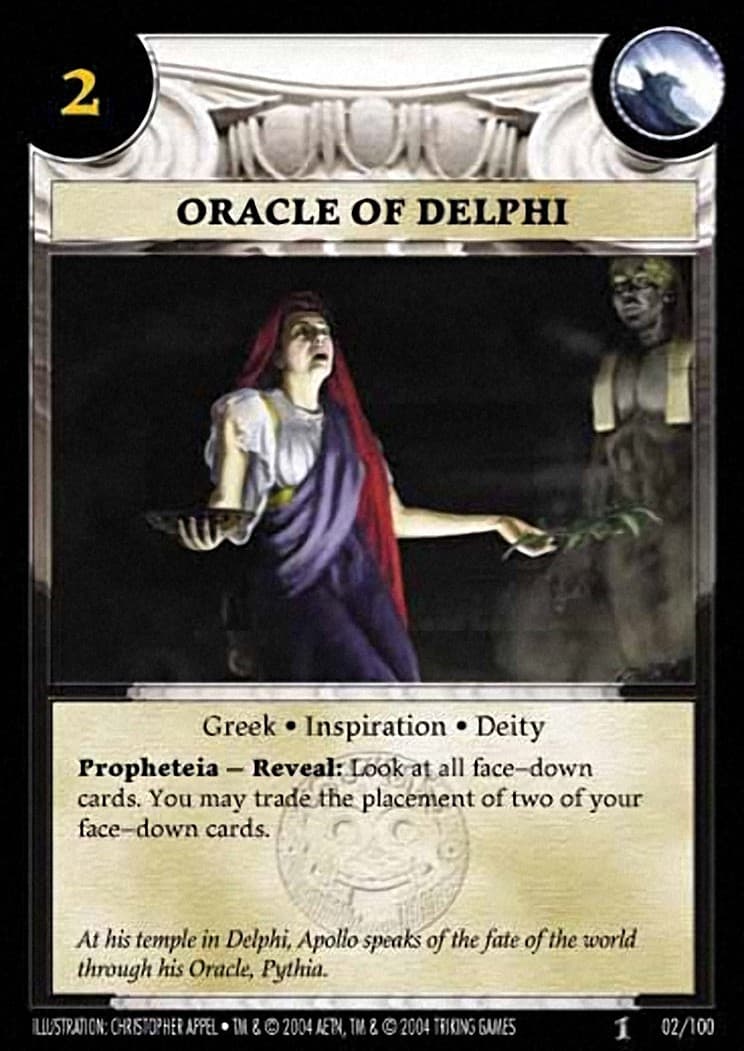 2
ORACLE OF DELPHI
Greek • Inspiration • Deity
Propheteia – Reveal: Look at all face–down
cards. You may trade the placement of two of your
face–down cards.
At his temple in Delphi, Apollo speaks of the fate of the world
through his Oracle, Pythia.
ILLUSTRATION: CHRISTOPHER APPEL • TM & © 2004 AETN, TM & © 2004 TRIKING GAMES
1 02/100